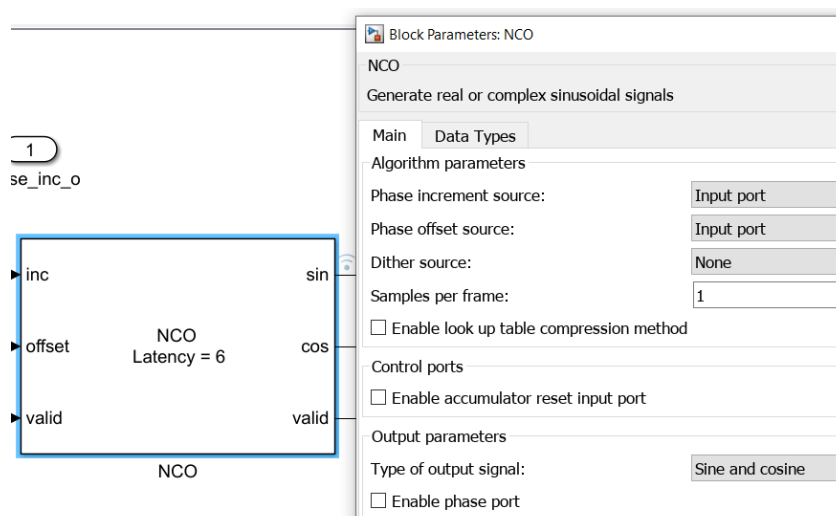 1
se_inc_o
inc
sin
offset
NCO
Latency = 6
cos
valid
valid
NCO
Block Parameters: NCO
NCO
Generate real or complex sinusoidal signals
Main Data Types
Algorithm parameters
Phase increment source: Input port
Phase offset source: Input port
Dither source: None
Samples per frame: 1
Enable look up table compression method
Control ports
Enable accumulator reset input port
Output parameters
Type of output signal: Sine and cosine
Enable phase port